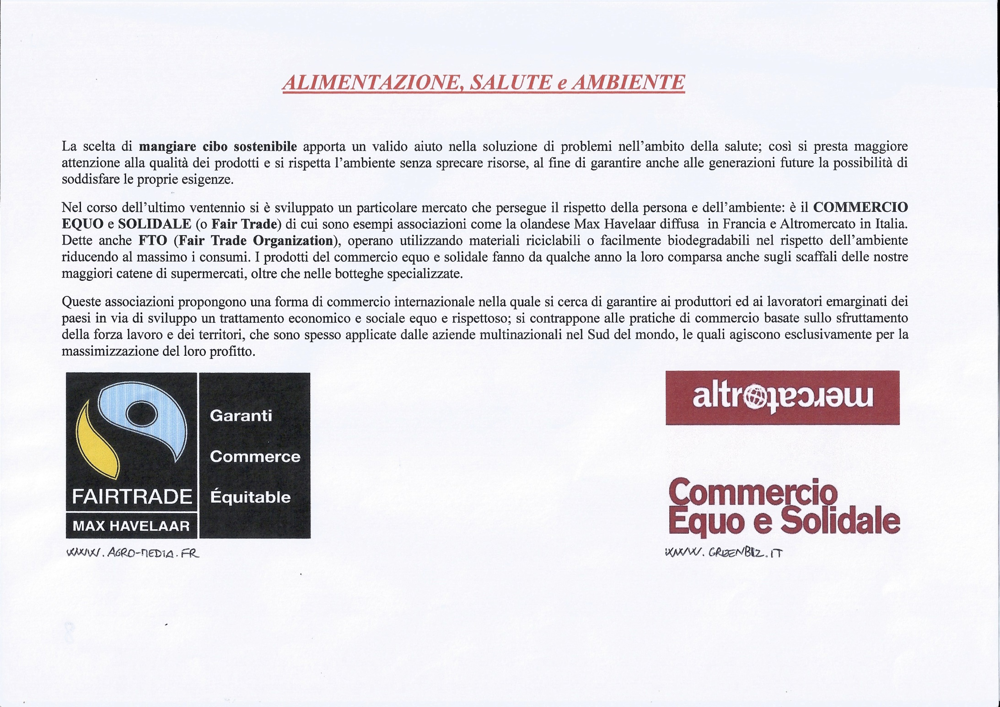 ALIMENTAZIONE, SALUTE e AMBIENTE
La scelta di mangiare cibo sostenibile apporta un valido aiuto nella soluzione di problemi nell’ambito della salute; così si presta maggiore
attenzione alla qualità dei prodotti e si rispetta l’ambiente senza sprecare risorse, al fine di garantire anche alle generazioni future la possibilità di
soddisfare le proprie esigenze.
Nel corso dell’ultimo ventennio si è sviluppato un particolare mercato che persegue il rispetto della persona e dell’ambiente: è il COMMERCIO
EQUO e SOLIDALE (o Fair Trade) di cui sono esempi associazioni come la olandese Max Havelaar diffusa in Francia e Altromercato in Italia.
Dette anche FTO (Fair Trade Organization), operano utilizzando materiali riciclabili o facilmente biodegradabili nel rispetto dell’ambiente
riducendo al massimo i consumi. I prodotti del commercio equo e solidale fanno da qualche anno la loro comparsa anche sugli scaffali delle nostre
maggiori catene di supermercati, oltre che nelle botteghe specializzate.
Queste associazioni propongono una forma di commercio internazionale nella quale si cerca di garantire ai produttori ed ai lavoratori emarginati dei
paesi in via di sviluppo un trattamento economico e sociale equo e rispettoso; si contrappone alle pratiche di commercio basate sullo sfruttamento
della forza lavoro e dei territori, che sono spesso applicate dalle aziende multinazionali nel Sud del mondo, le quali agiscono esclusivamente per la
massimizzazione del loro profitto.
FAIRTRADE
MAX HAVELAAR
Garanti
Commerce
Équitable
WWW.AGRO-MEDIA.FR
altromercato
Commercio
Equo e Solidale
WWW.GREENBIZ.IT